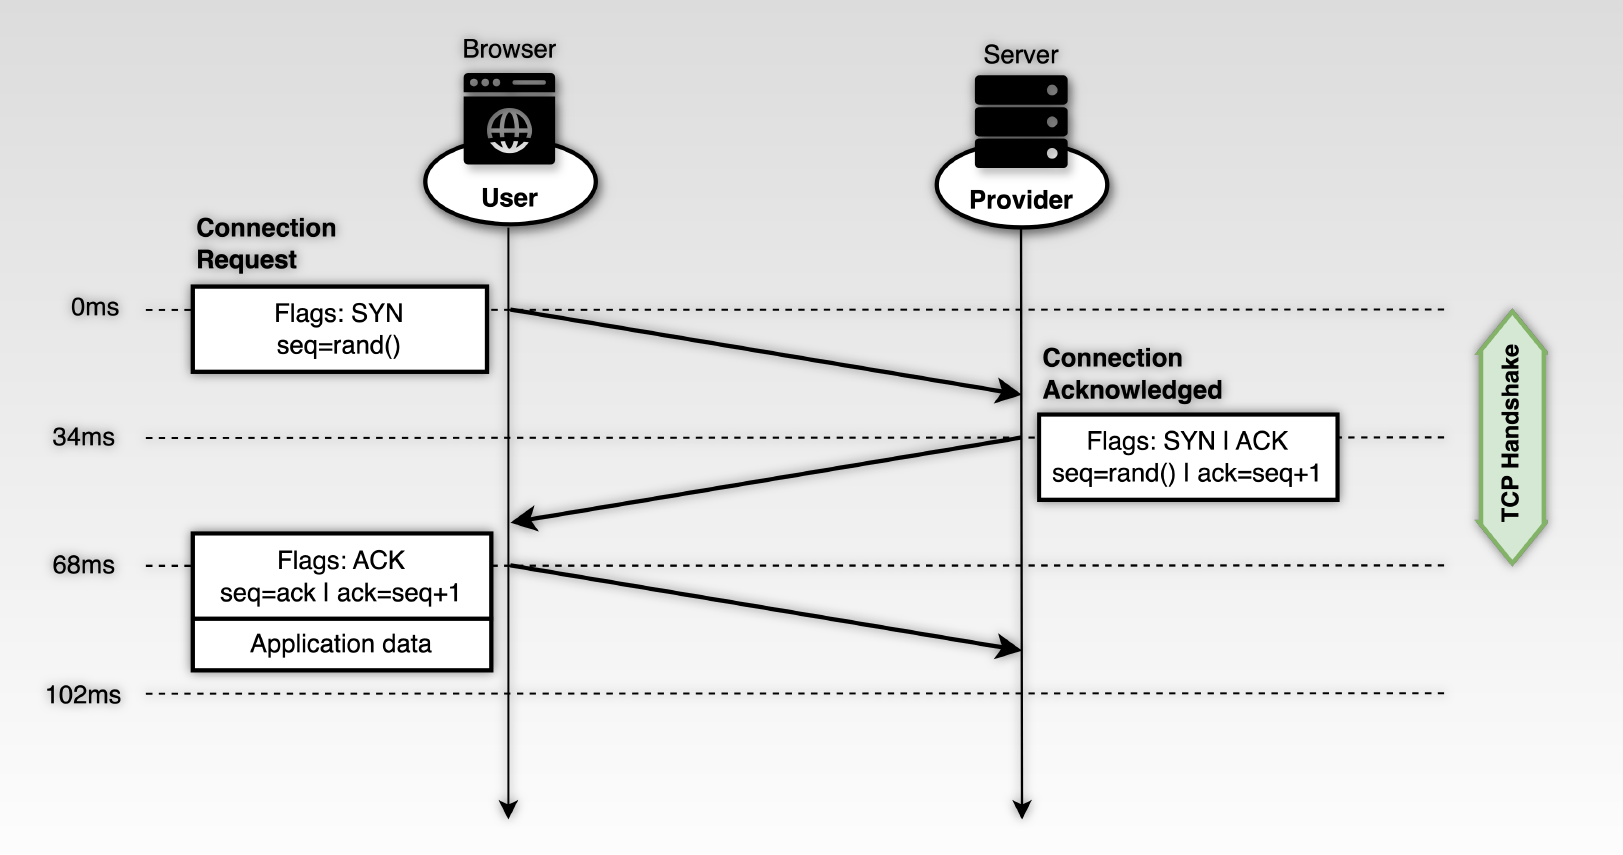 Browser
Server
User
Provider
Connection
Request
0ms
Flags: SYN
seq=rand()
Connection
Acknowledged
34ms
Flags: SYN | ACK
seq=rand() | ack=seq+1
TCP Handshake
68ms
Flags: ACK
seq=ack | ack=seq+1
Application data
102ms